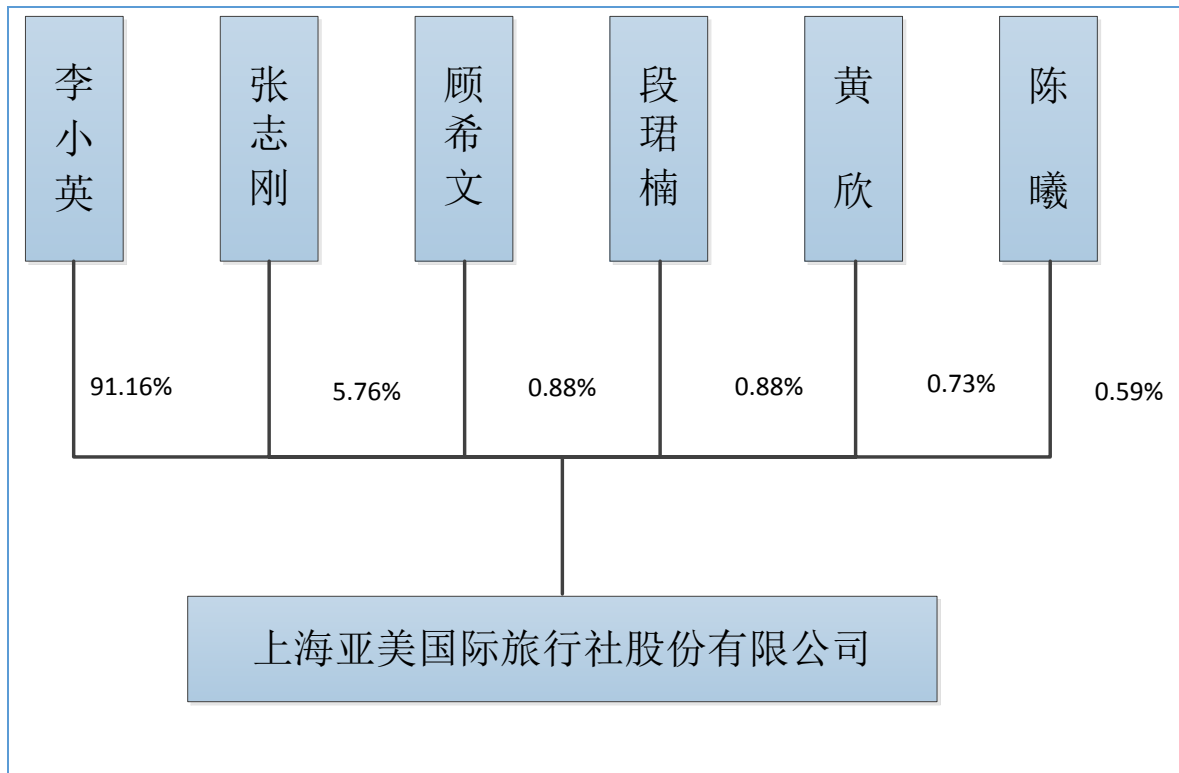 李小英
张志刚
顾希文
段珺楠
黄欣
陈曦
91.16%
5.76%
0.88%
0.88%
0.73%
0.59%
上海亚美国际旅行社股份有限公司